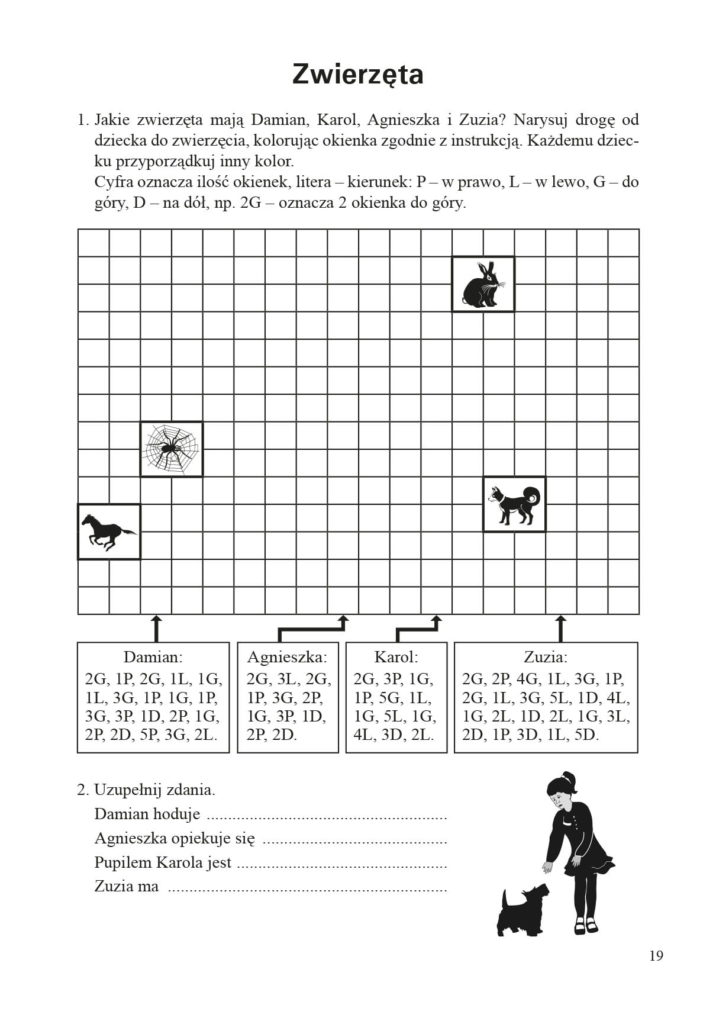 Zwierzęta
1. Jakie zwierzęta mają Damian, Karol, Agnieszka i Zuzia? Narysuj drogę od
dziecka do zwierzęcia, kolorując okienka zgodnie z instrukcją. Każdemu dziec-
ku przyporządkuj inny kolor.
Cyfra oznacza ilość okienek, litera – kierunek: P – w prawo, L – w lewo, G – do
góry, D – na dół, np. 2G – oznacza 2 okienka do góry.
Damian:
2G, 1P, 2G, 1L, 1G,
1L, 3G, 1P, 1G, 1P,
3G, 3P, 1D, 2P, 1G,
2P, 2D, 5P, 3G, 2L.
Agnieszka:
2G, 3L, 2G,
1P, 3G, 2P,
1G, 3P, 1D,
2P, 2D.
Karol:
2G, 3P, 1G,
1P, 5G, 1L,
1G, 5L, 1G,
4L, 3D, 2L.
Zuzia:
2G, 2P, 4G, 1L, 3G, 1P,
2G, 1L, 3G, 5L, 1D, 4L,
1G, 2L, 1D, 2L, 1G, 3L,
2D, 1P, 3D, 1L, 5D.
2. Uzupełnij zdania.
Damian hoduje ........................................................
Agnieszka opiekuje się ...........................................
Pupilem Karola jest .................................................
Zuzia ma .................................................................
19